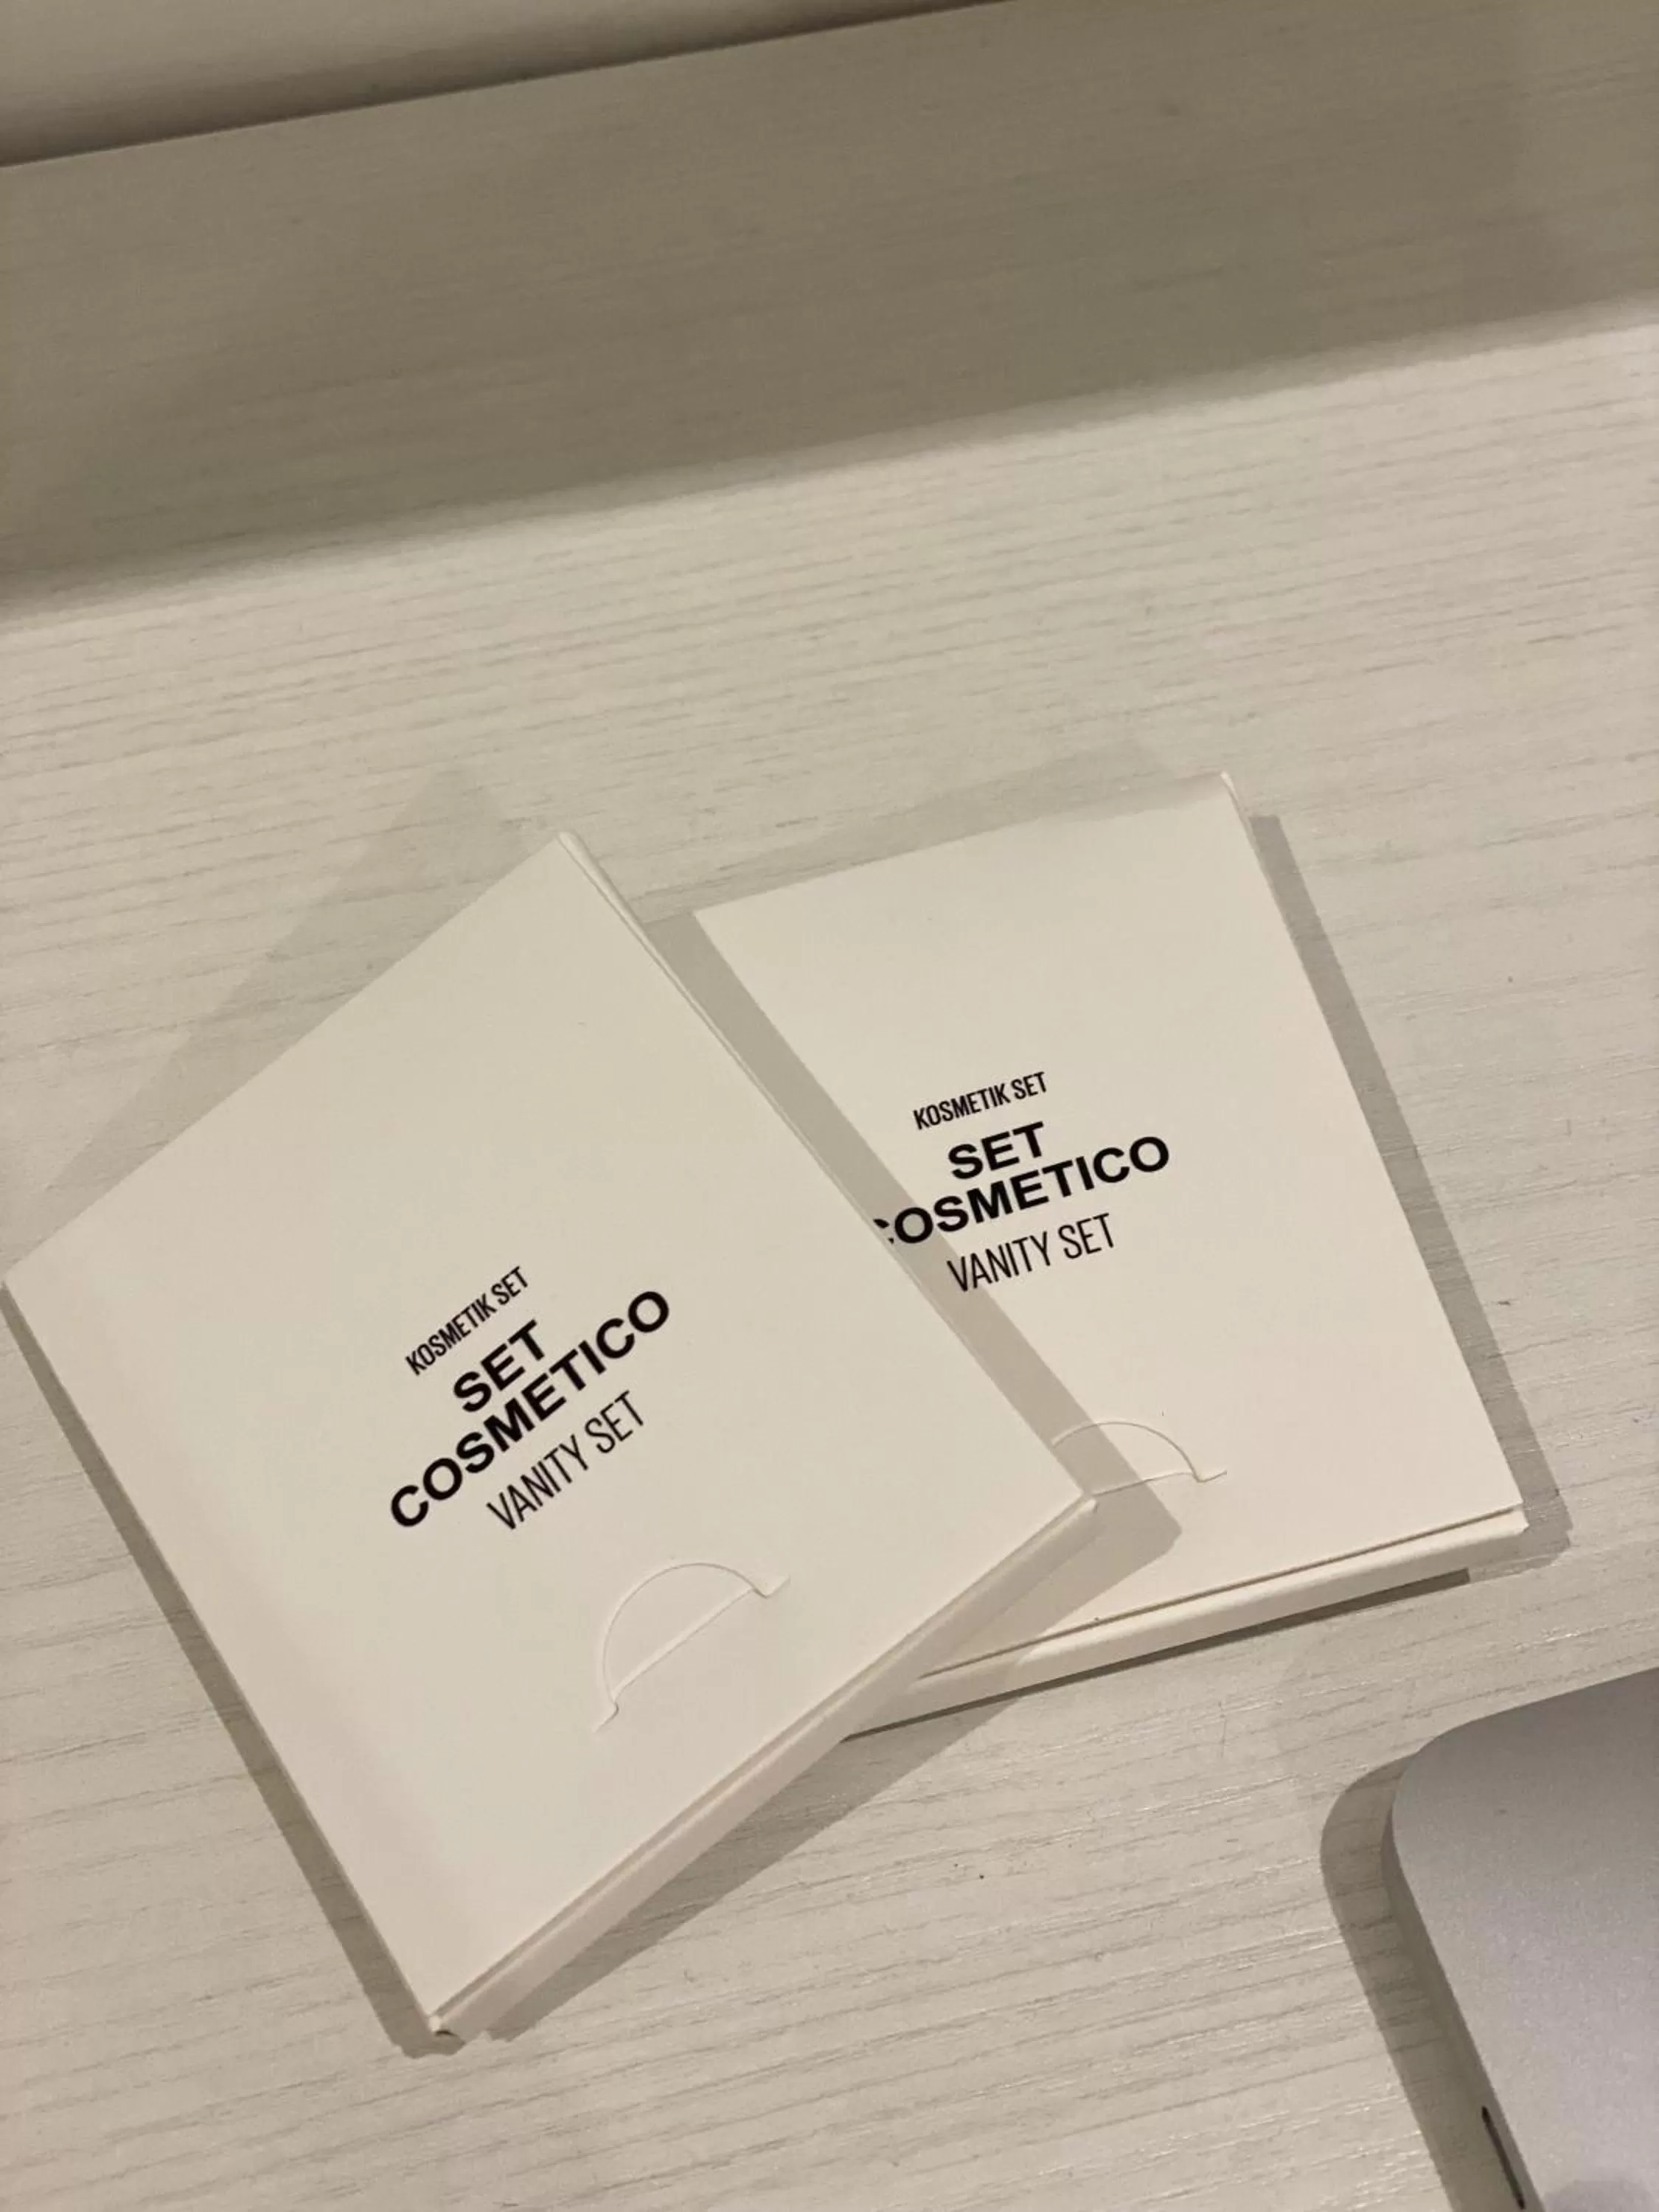 KOSMETIK SET
SET
COSMETICO
VANITY SET
KOSMETIK SET
SET
COSMETICO
VANITY SET